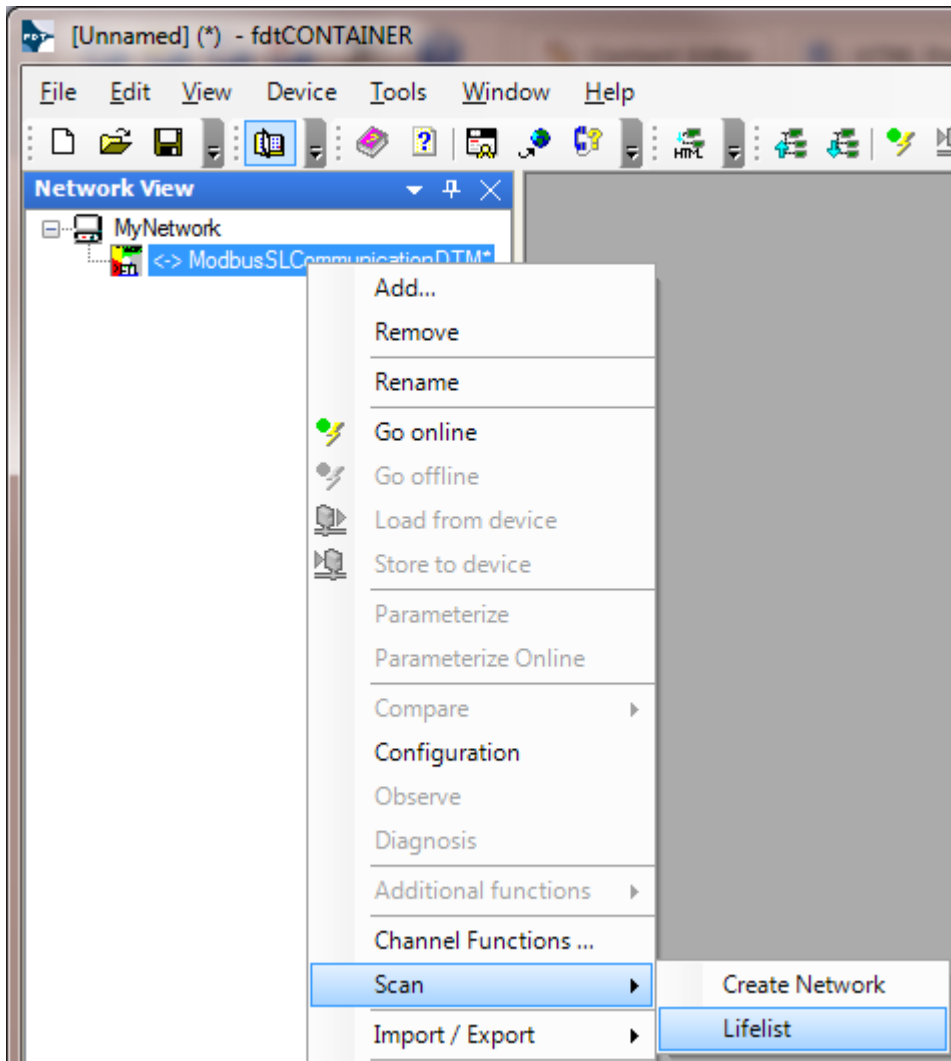 [Unnamed] (*) - fdtCONTAINER
File Edit View Device Tools Window Help
HTML
Network View
MyNetwork
<-> ModbusSLCommunicationDTM*
Add...
Remove
Rename
Go online
Go offline
Load from device
Store to device
Parameterize
Parameterize Online
Compare
Configuration
Observe
Diagnosis
Additional functions
Channel Functions ...
Scan
Create Network
Lifelist
Import / Export